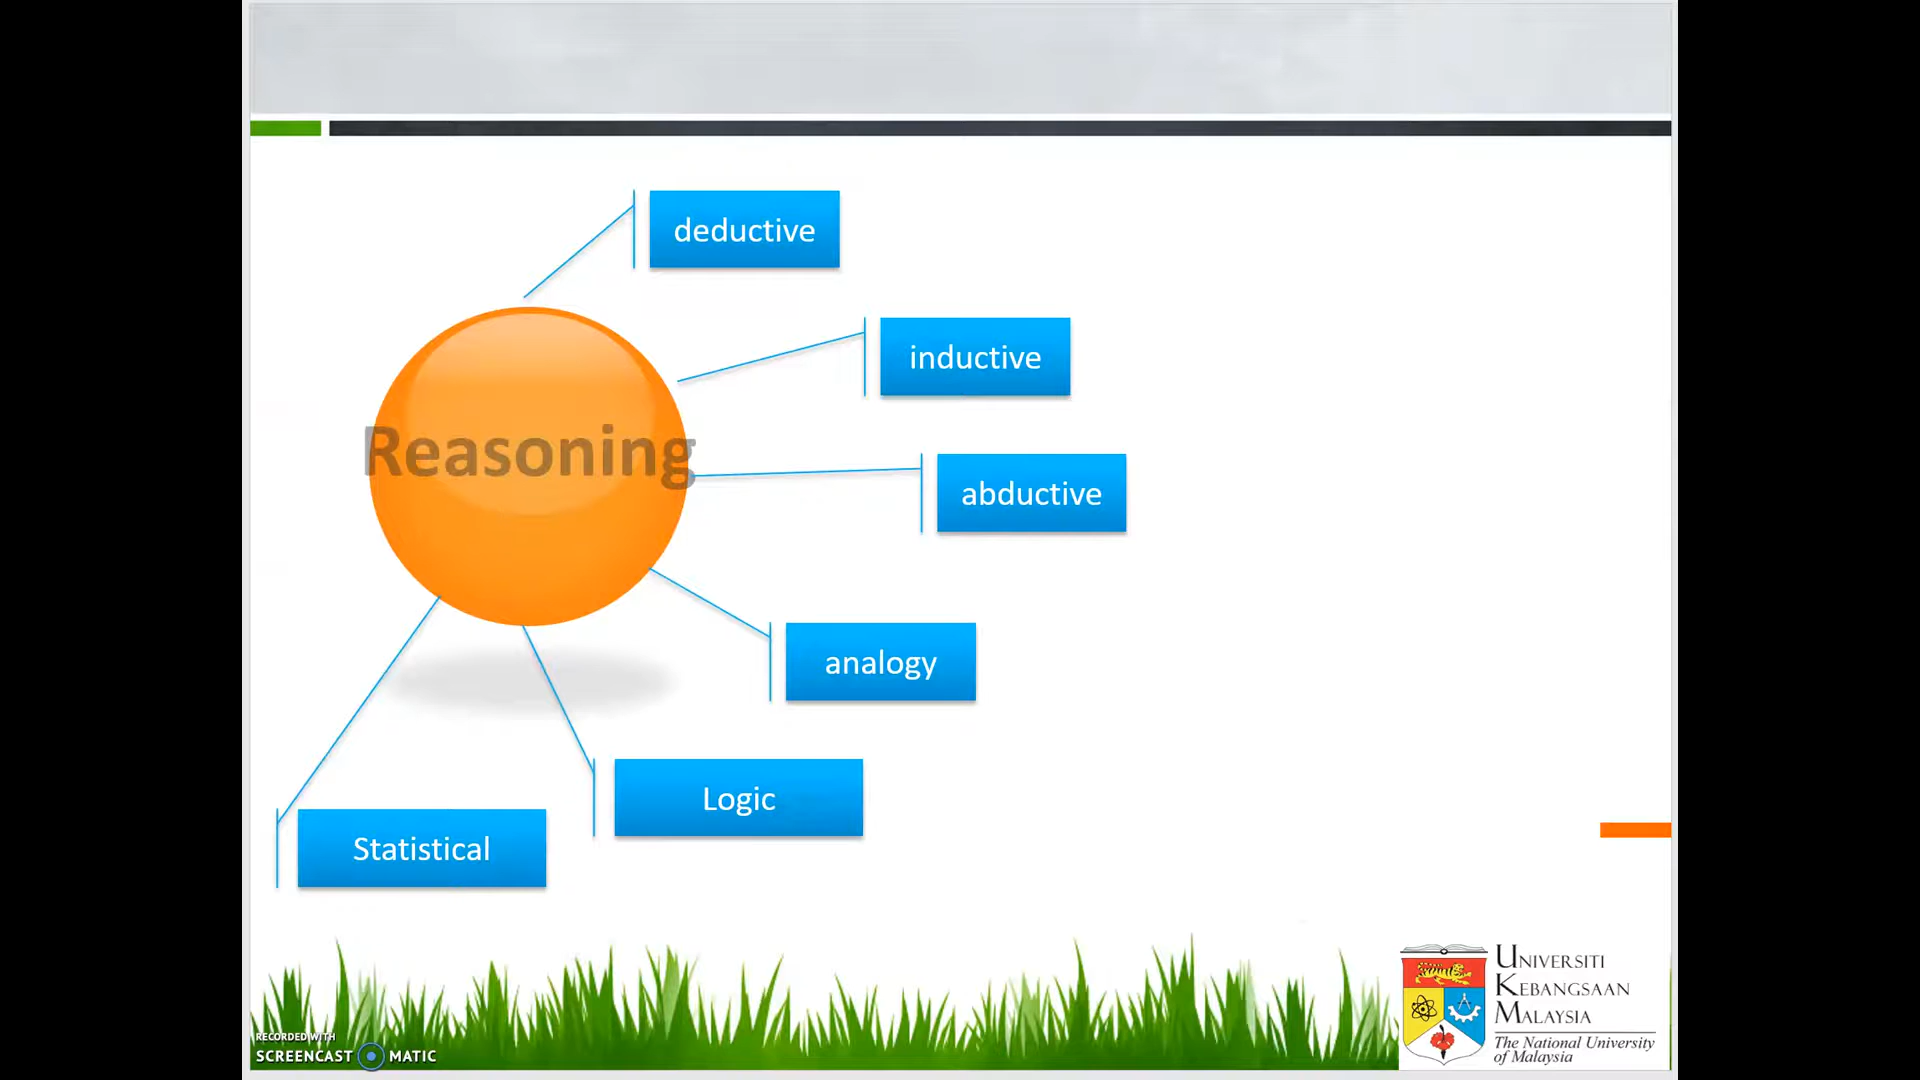 deductive
inductive
Reasoning
abductive
analogy
Logic
Statistical
UNIVERSITI
KEBANGSAAN
MALAYSIA
The National University
of Malaysia
RECORDED WITH
SCREENCAST MATIC